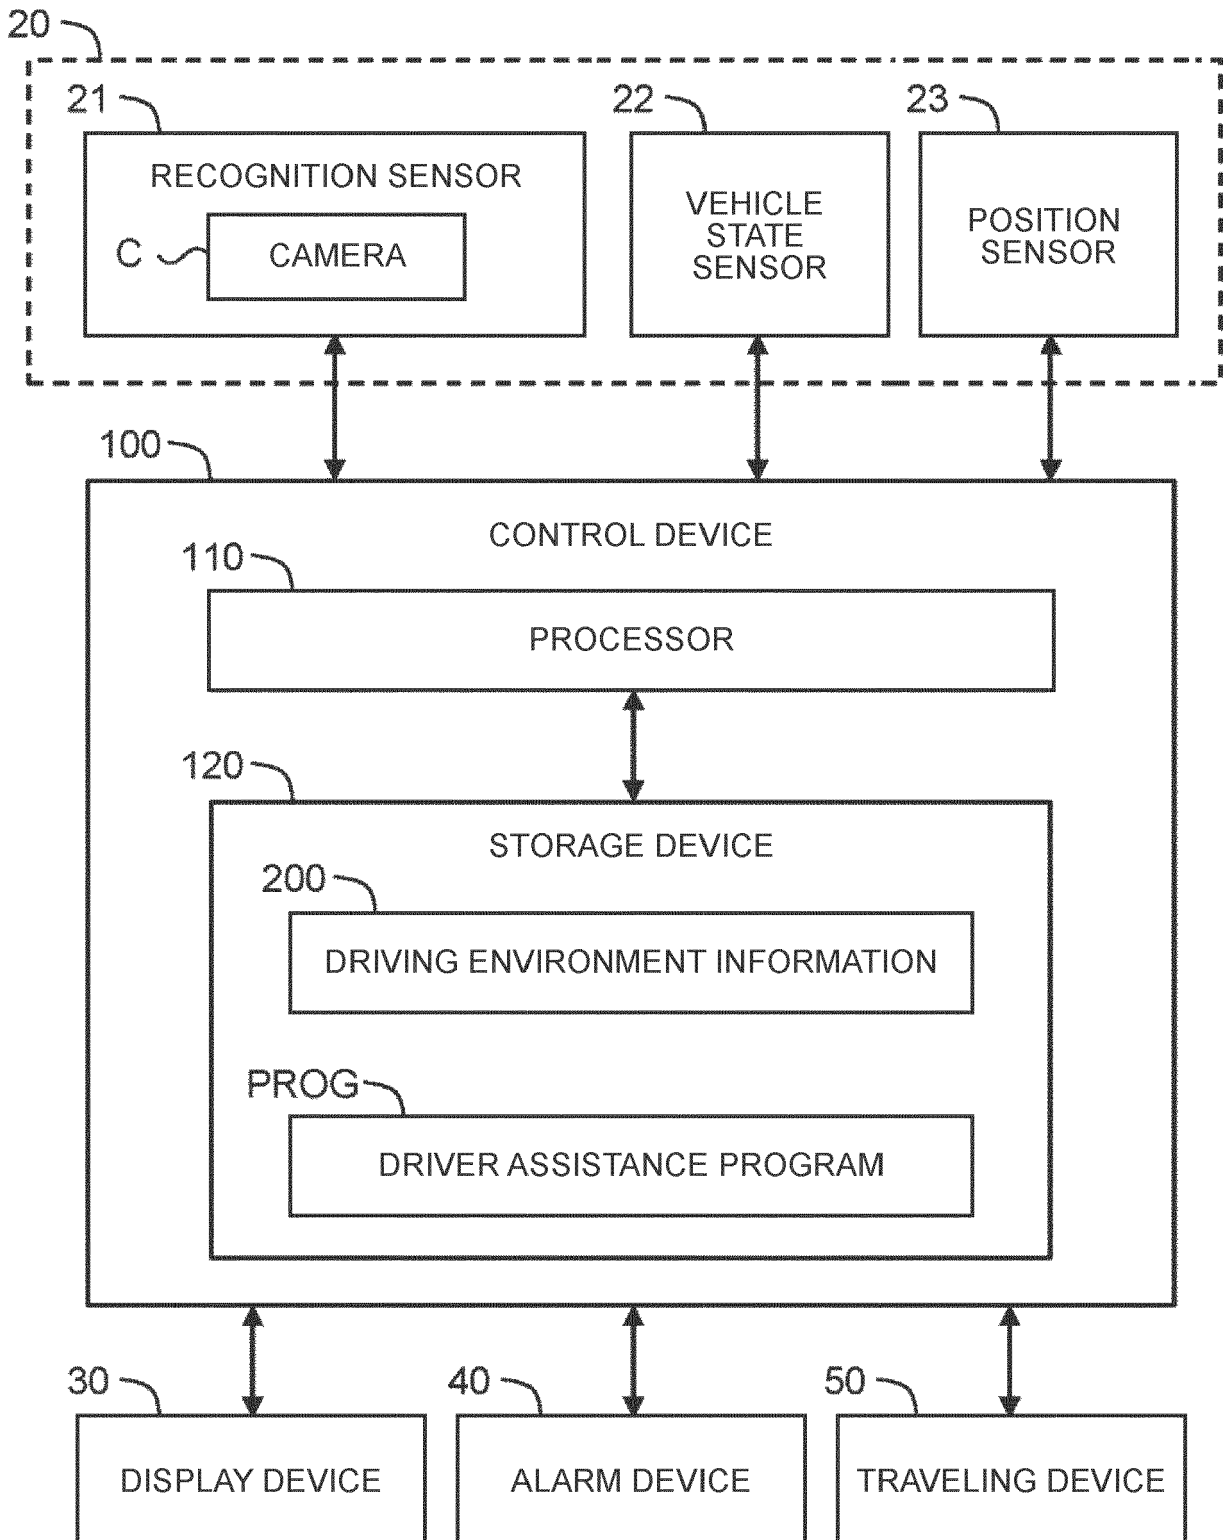 20
21
22
23
RECOGNITION SENSOR
C
CAMERA
VEHICLE
STATE
SENSOR
POSITION
SENSOR
100
CONTROL DEVICE
110
PROCESSOR
120
STORAGE DEVICE
200
DRIVING ENVIRONMENT INFORMATION
PROG
DRIVER ASSISTANCE PROGRAM
30
40
50
DISPLAY DEVICE
ALARM DEVICE
TRAVELING DEVICE